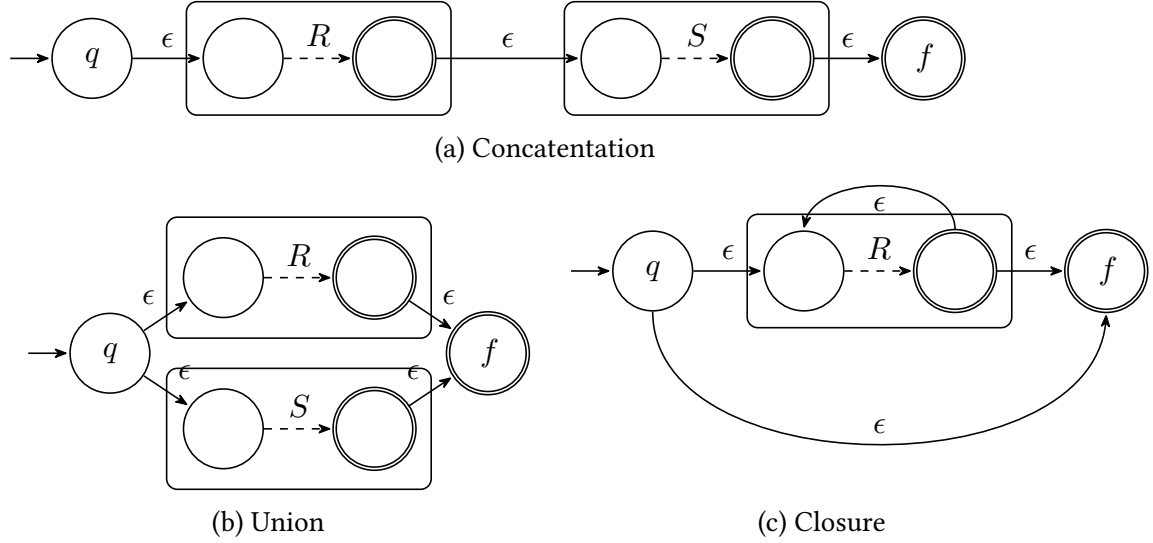 q ϵ R ϵ S ϵ f
(a) Concatentation
R
ϵ ϵ
q f
ϵ ϵ
S
(b) Union
ϵ
q ϵ R ϵ f
ϵ
(c) Closure